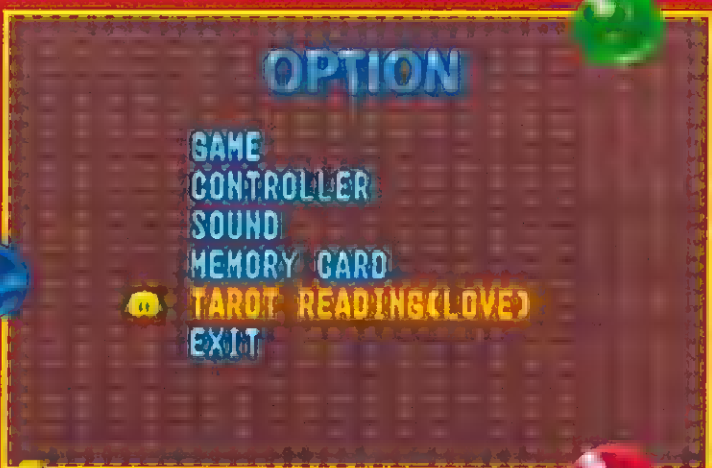 OPTION
GAME
CONTROLLER
SOUND
MEMORY CARD
TAROT READING(LOVE)
EXIT